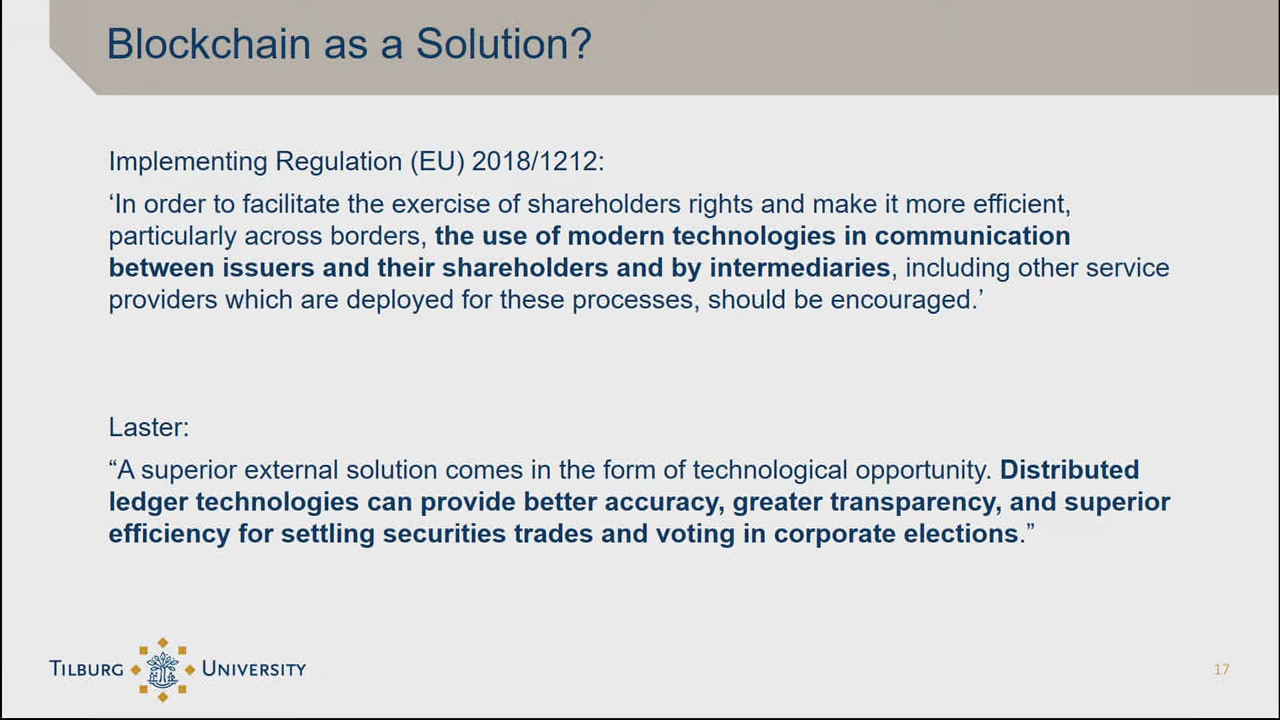 Blockchain as a Solution?
Implementing Regulation (EU) 2018/1212:
‘In order to facilitate the exercise of shareholders rights and make it more efficient,
particularly across borders, the use of modern technologies in communication
between issuers and their shareholders and by intermediaries, including other service
providers which are deployed for these processes, should be encouraged.’
Laster:
“A superior external solution comes in the form of technological opportunity. Distributed
ledger technologies can provide better accuracy, greater transparency, and superior
efficiency for settling securities trades and voting in corporate elections.”
TILBURG UNIVERSITY
17